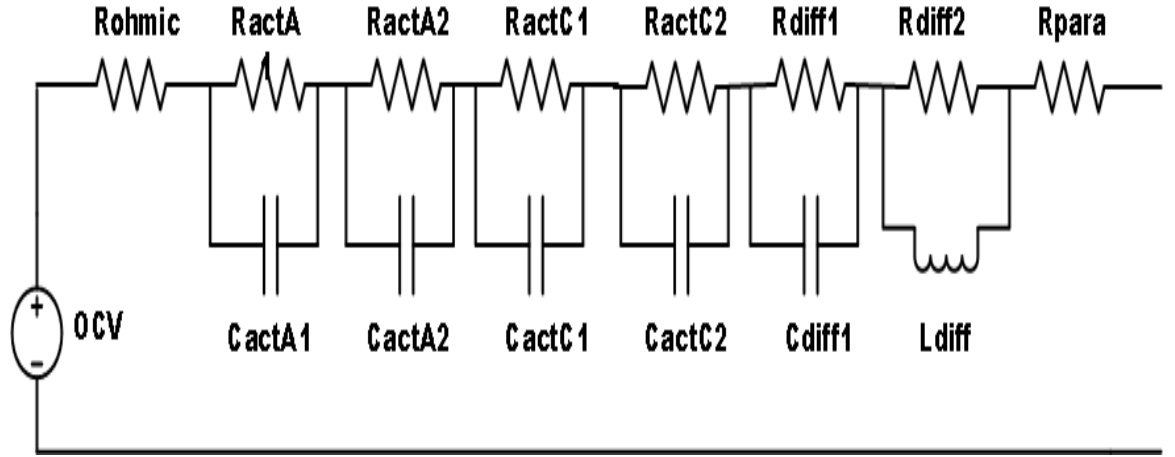 Rohmic RactA RactA2 RactC1 RactC2 Rdiff1 Rdiff2 Rpara
1
+
OCV
−
CactA1 CactA2 CactC1 CactC2 Cdiff1 Ldiff